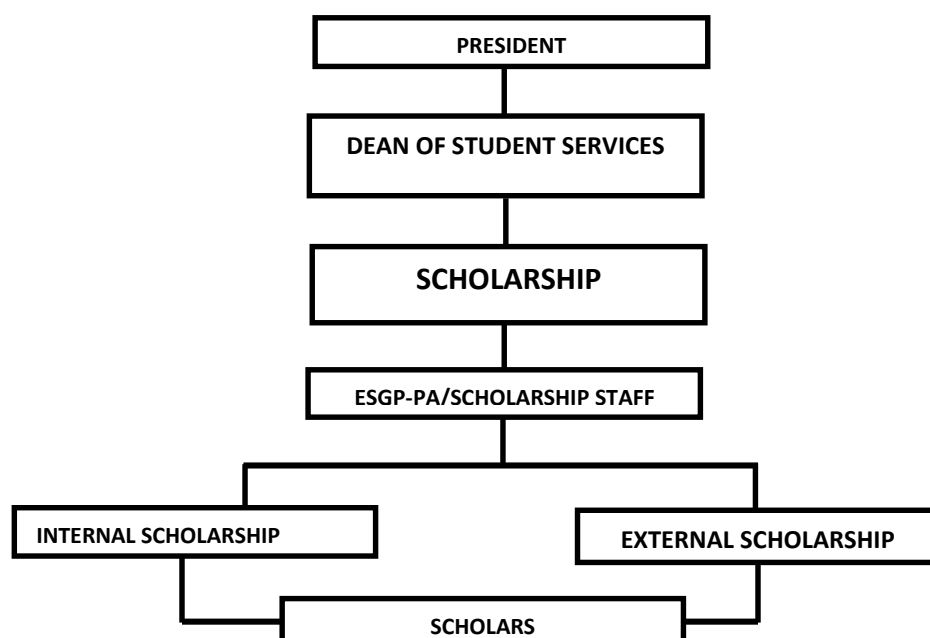 PRESIDENT
DEAN OF STUDENT SERVICES
SCHOLARSHIP
ESGP-PA/SCHOLARSHIP STAFF
INTERNAL SCHOLARSHIP
EXTERNAL SCHOLARSHIP
SCHOLARS